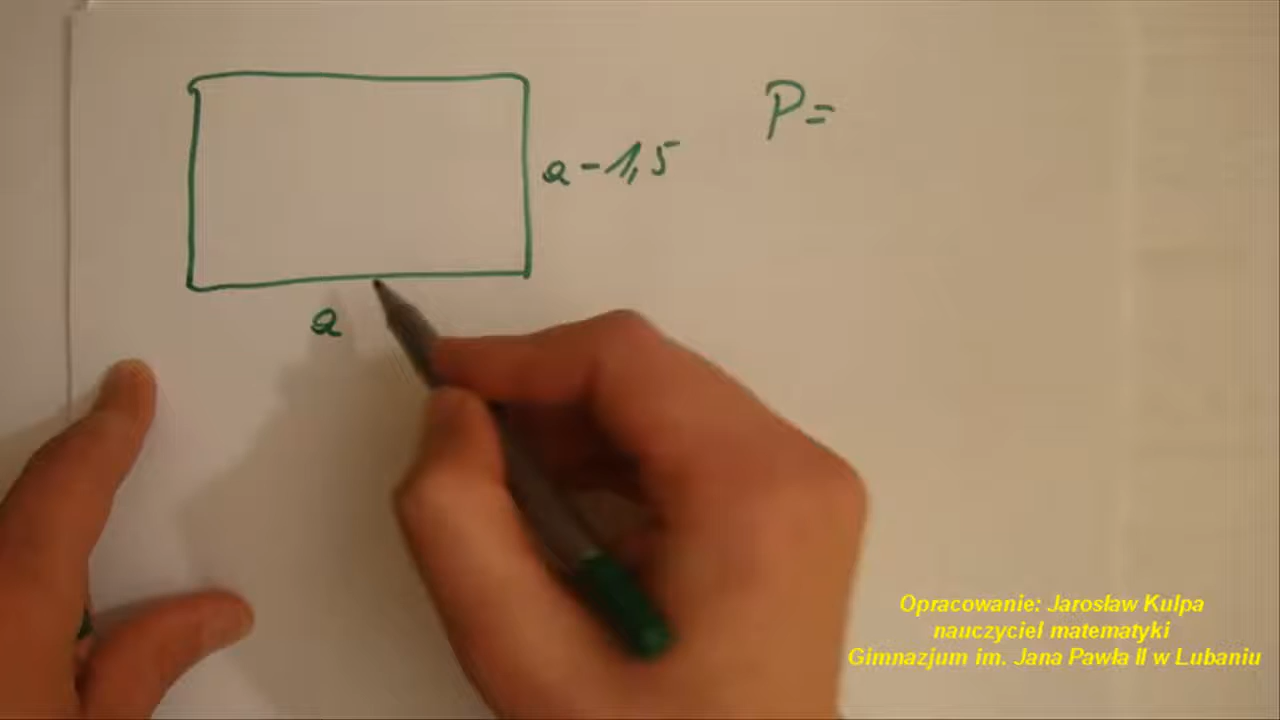 P=
a-1,5
a
Opracowanie: Jarosław Kulpa
nauczyciel matematyki
Gimnazjum im. Jana Pawła II w Lubaniu